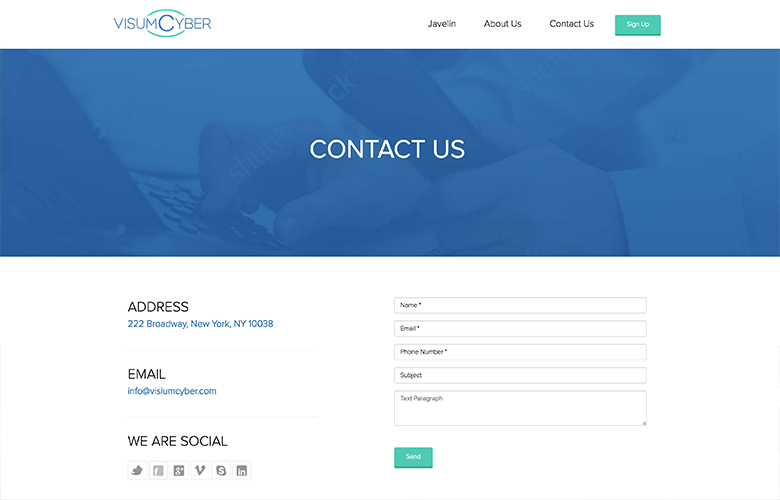 VISUMCYBER
Javelin
About Us
Contact Us
Sign Up
shutterstock
CONTACT US
ADDRESS
222 Broadway, New York, NY 10038
EMAIL
info@visiumcyber.com
WE ARE SOCIAL
Name *
Email *
Phone Number *
Subject
Text Paragraph
Send